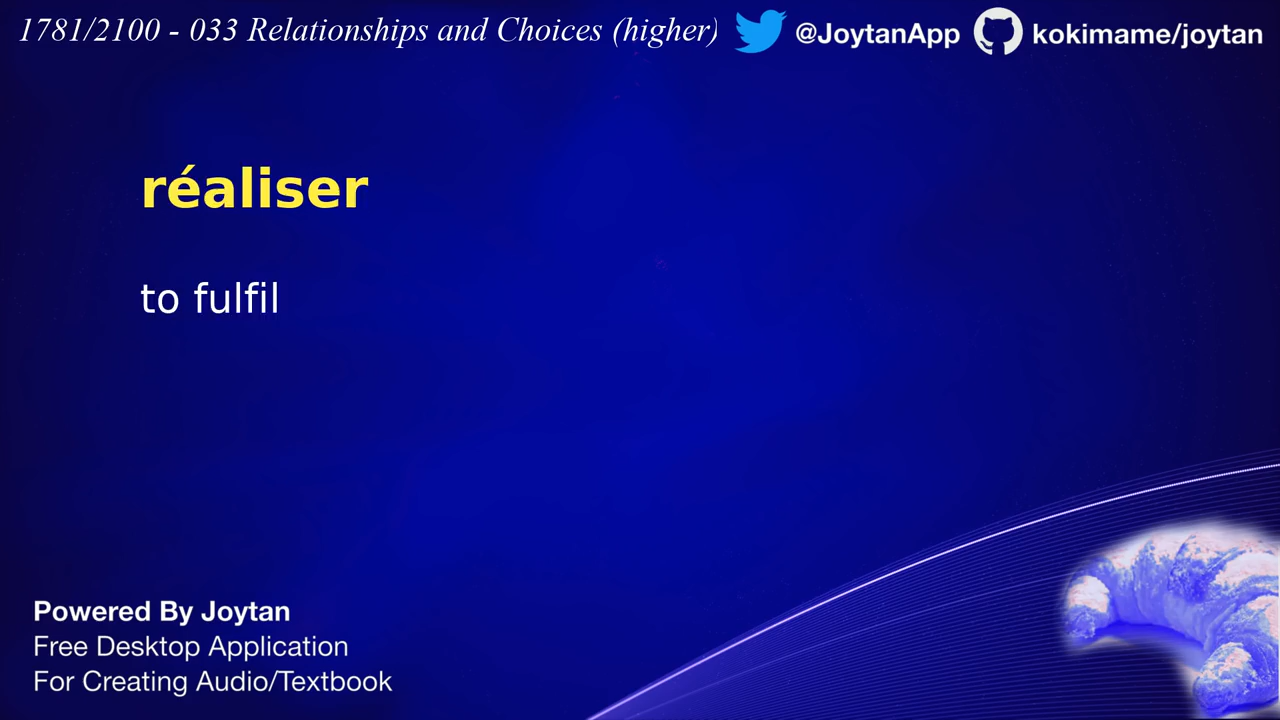 1781/2100 - 033 Relationships and Choices (higher)
@JoytanApp
kokimame/joytan
réaliser
to fulfil
Powered By Joytan
Free Desktop Application
For Creating Audio/Textbook